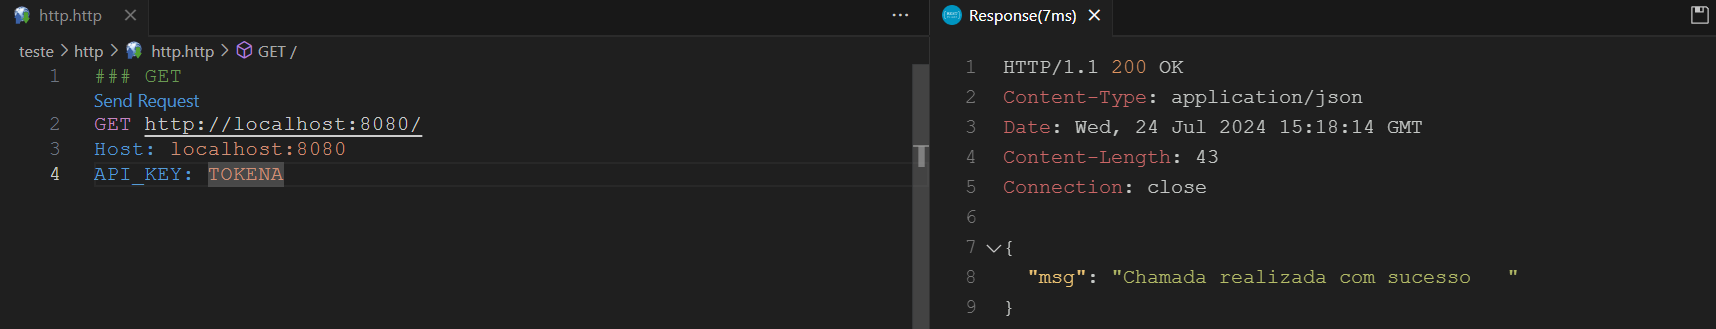 http.http
teste > http > http.http > GET /
1 ### GET
Send Request
2 GET http://localhost:8080/
3 Host: localhost:8080
4 API_KEY: TOKENA
Response(7ms)
1 HTTP/1.1 200 OK
2 Content-Type: application/json
3 Date: Wed, 24 Jul 2024 15:18:14 GMT
4 Content-Length: 43
5 Connection: close
6
7 {
8 "msg": "Chamada realizada com sucesso   "
9 }